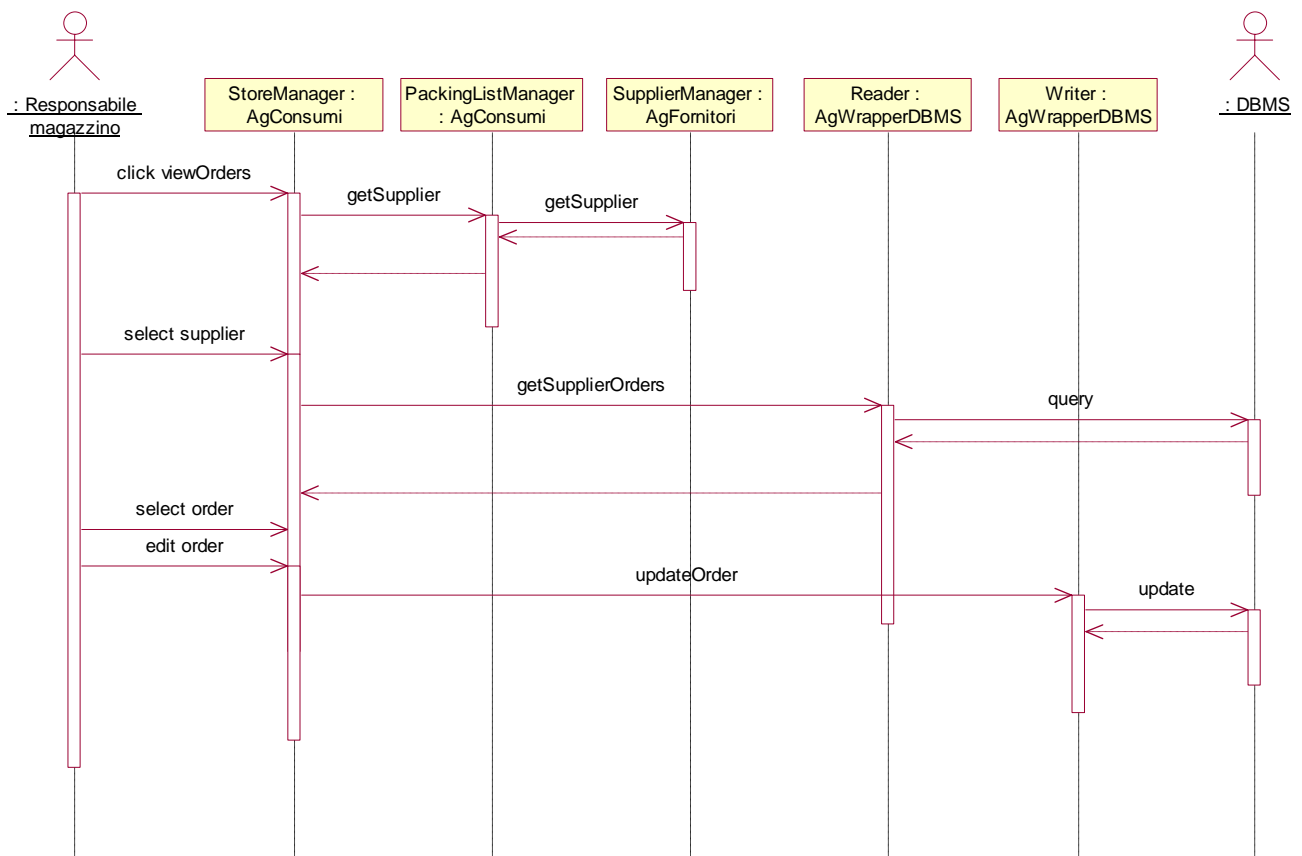 : Responsabile
magazzino
StoreManager :
AgConsumi
PackingListManager
: AgConsumi
SupplierManager :
AgFornitori
Reader :
AgWrapperDBMS
Writer :
AgWrapperDBMS
: DBMS
click viewOrders
getSupplier
getSupplier
select supplier
getSupplierOrders
query
select order
edit order
updateOrder
update